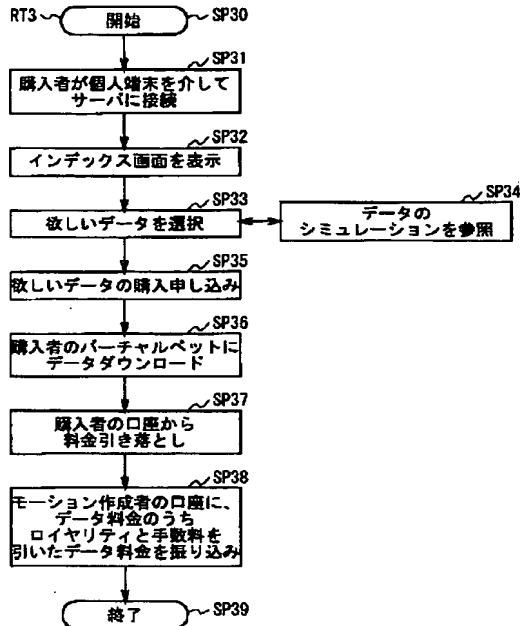 RT3
開始
SP30
SP31
購入者が個人端末を介して
サーバに接続
SP32
インデックス画面を表示
SP33
欲しいデータを選択
SP34
データの
シミュレーションを参照
SP35
欲しいデータの購入申し込み
SP36
購入者のバーチャルペットに
データダウンロード
SP37
購入者の口座から
料金引き落とし
SP38
モーション作成者の口座に、
データ料金のうち
ロイヤリティと手数料を
引いたデータ料金を振り込み
終了
SP39